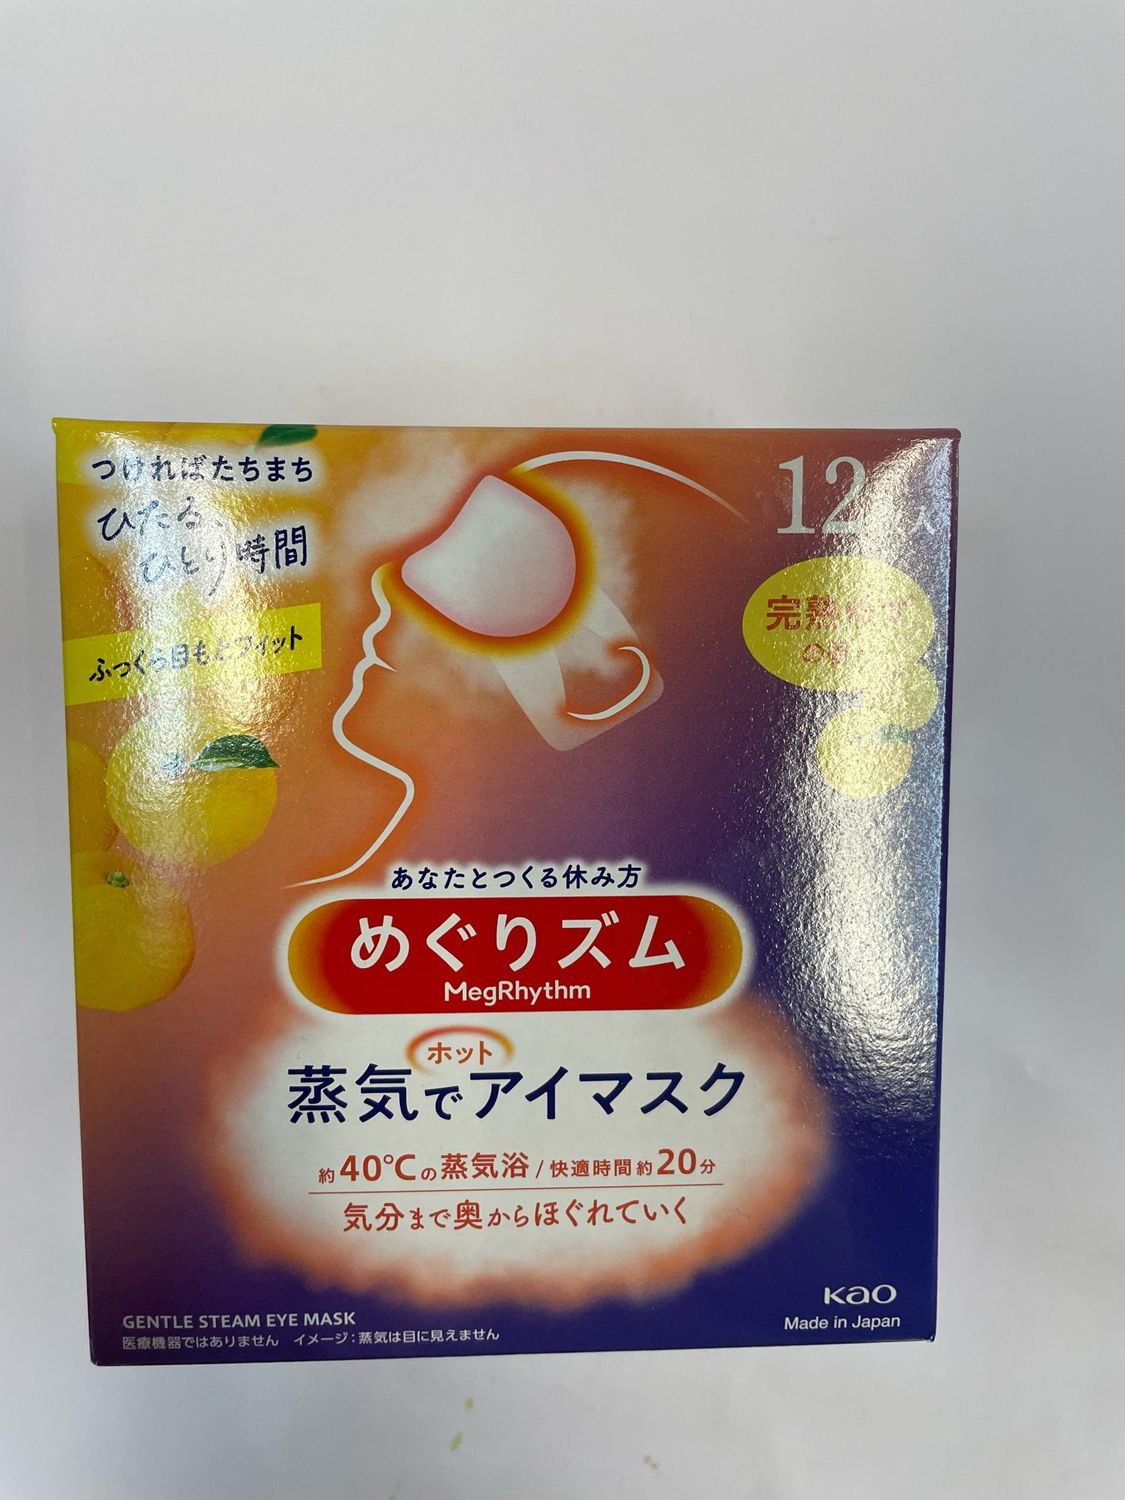 つければたちまち
ひたる、
ひとり時間
ふっくら目もとフィット
12
完熟ゆず
の香り
あなたとつくる休み方
めぐりズム
MegRhythm
蒸気でホットアイマスク
約40℃の蒸気浴/快適時間約20分
気分まで奥からほぐれていく
Kao
GENTLE STEAM EYE MASK
Made in Japan
医療機器ではありません イメージ:蒸気は目に見えません